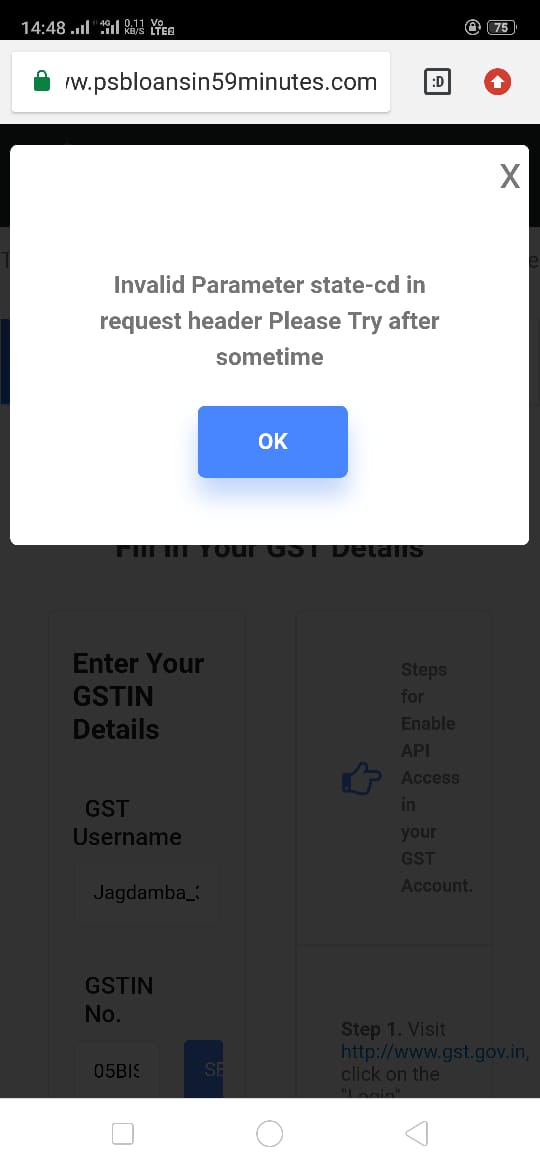 14:48 4G 0.11 KB/S Vo LTE 75
w.psbloansin59minutes.com :D
X
Invalid Parameter state-cd in
request header Please Try after
sometime
OK
Fill In Your GST Details
Enter Your
GSTIN
Details
GST
Username
Jagdamba_
GSTIN
No.
05BIS
SE
Steps
for
Enable
API
Access
in
your
GST
Account.
Step 1. Visit
http://www.gst.gov.in,
click on the
"Login"